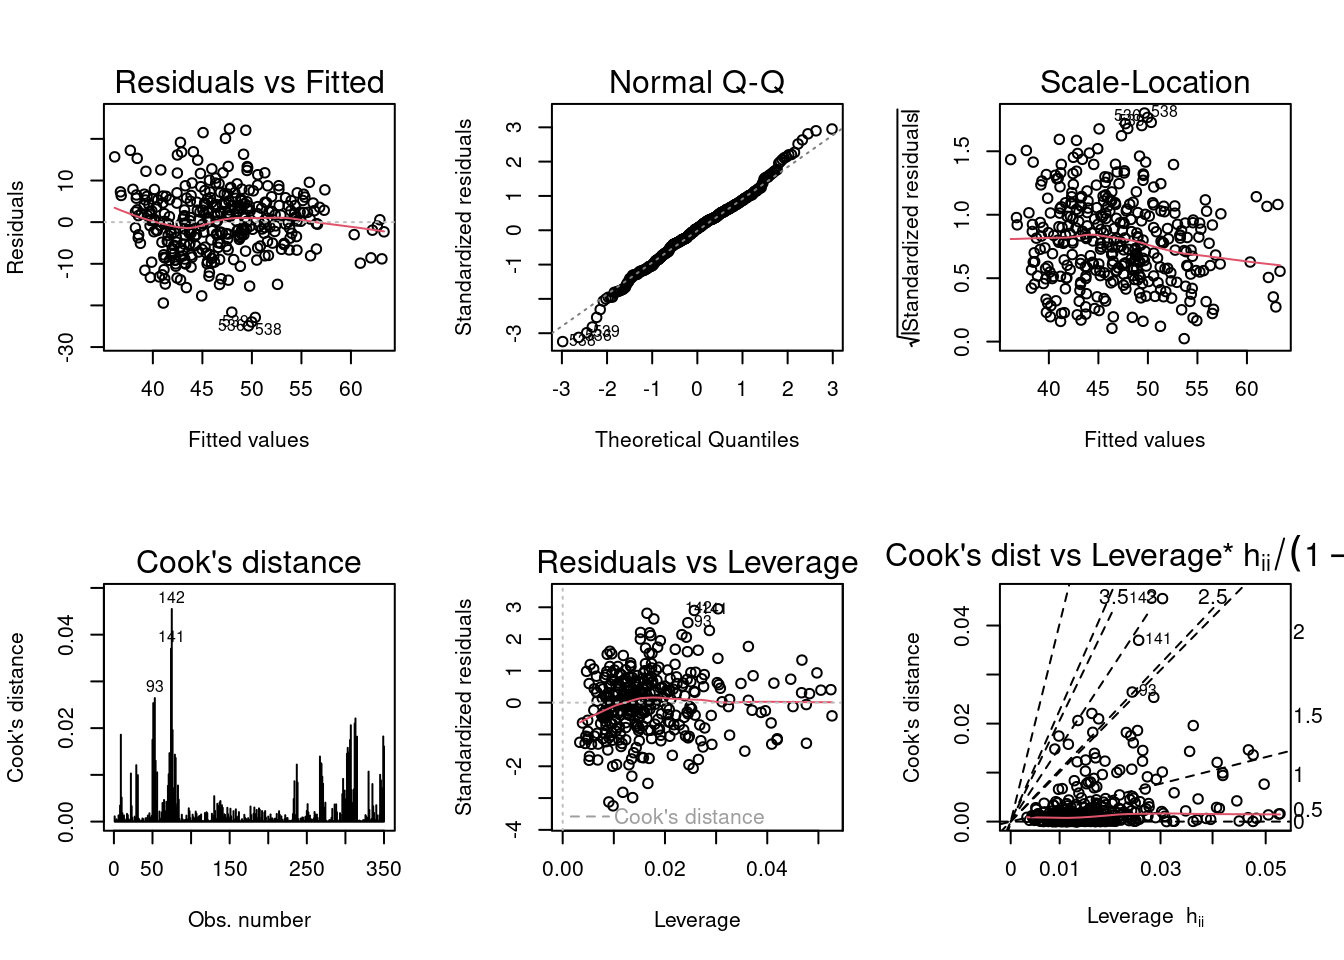 Residuals vs Fitted
Residuals
10
0
-10
-30
40 45 50 55 60
538
Fitted values
Normal Q-Q
Standardized residuals
3
2
1
0
-1
-3
-3 -2 -1 0 1 2 3
Theoretical Quantiles
Scale-Location
√|Standardized residuals|
1.5
1.0
0.5
0.0
40 45 50 55 60
538
Fitted values
Cook's distance
Cook's distance
0.04
0.02
0.00
142
141
93
0 50 150 250 350
Obs. number
Residuals vs Leverage
Standardized residuals
3
2
1
0
-2
-4
93
Cook's distance
0.00 0.02 0.04
Leverage
Cook's dist vs Leverage* hii/(1 −
Cook's distance
0.04
0.02
0.00
3.5
2.5
2
1.5
1
0.5
0
141
93
0 0.01 0.03 0.05
Leverage hii